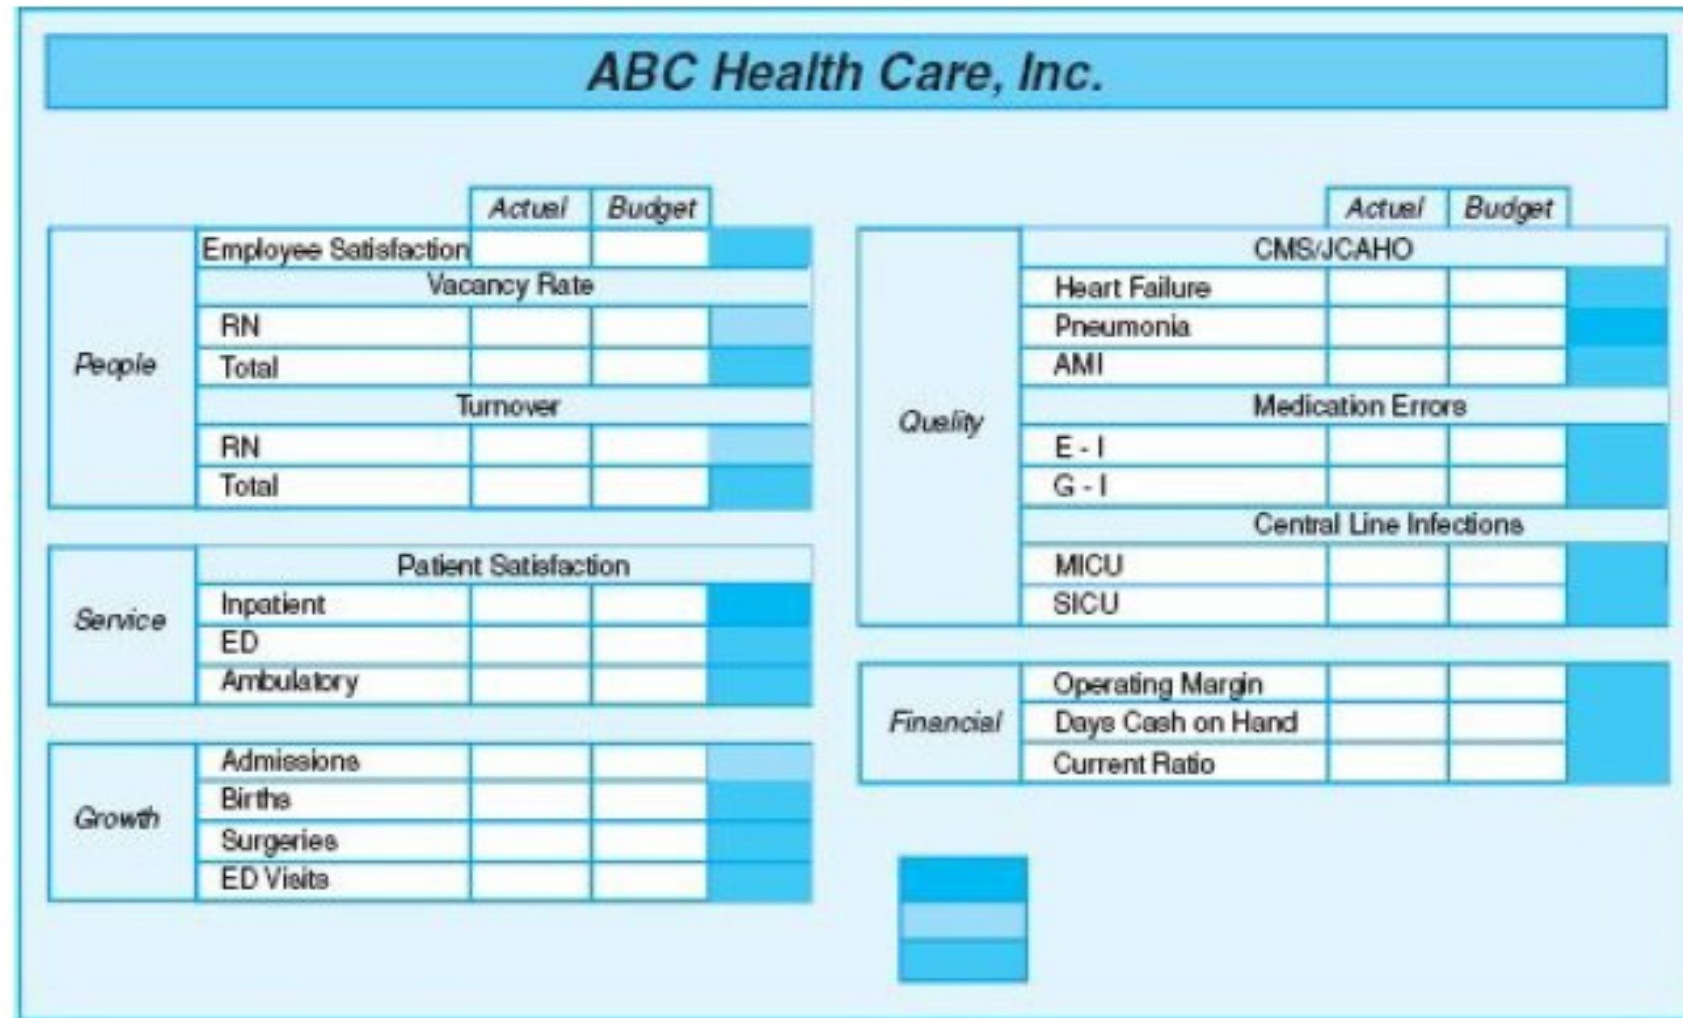 ABC Health Care, Inc.
Actual Budget
People
Employee Satisfaction
Vacancy Rate
RN
Total
Turnover
RN
Total
Service
Patient Satisfaction
Inpatient
ED
Ambulatory
Growth
Admissions
Births
Surgeries
ED Visits
Actual Budget
Quality
CMS/JCAHO
Heart Failure
Pneumonia
AMI
Medication Errors
E - I
G - I
Central Line Infections
MICU
SICU
Financial
Operating Margin
Days Cash on Hand
Current Ratio